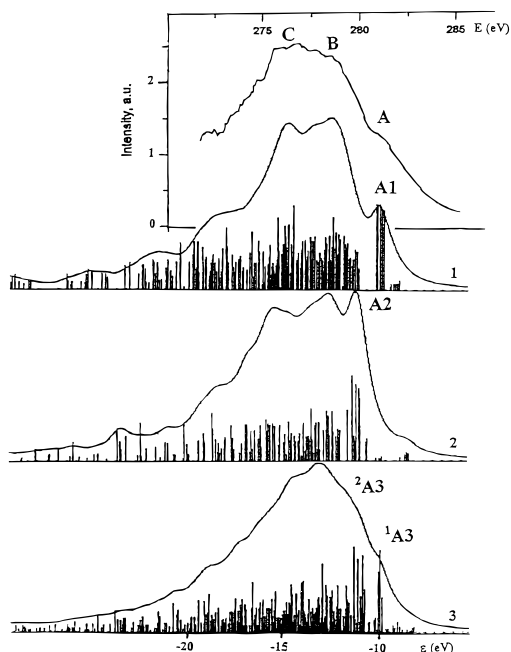 275 280 285 E (eV)
C
B
2
A
Intensity, a.u.
1
A1
0
1
A2
2
²A3
¹A3
3
-20 -15 -10 ε (eV)